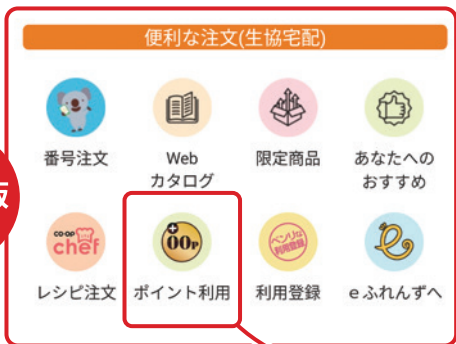 便利な注文(生協宅配)
番号注文
Web
カタログ
限定商品
あなたへの
おすすめ
版
CO・OP
chef
00P
ベンリな
利用登録
e
レシピ注文
ポイント利用
利用登録
eふれんずへ